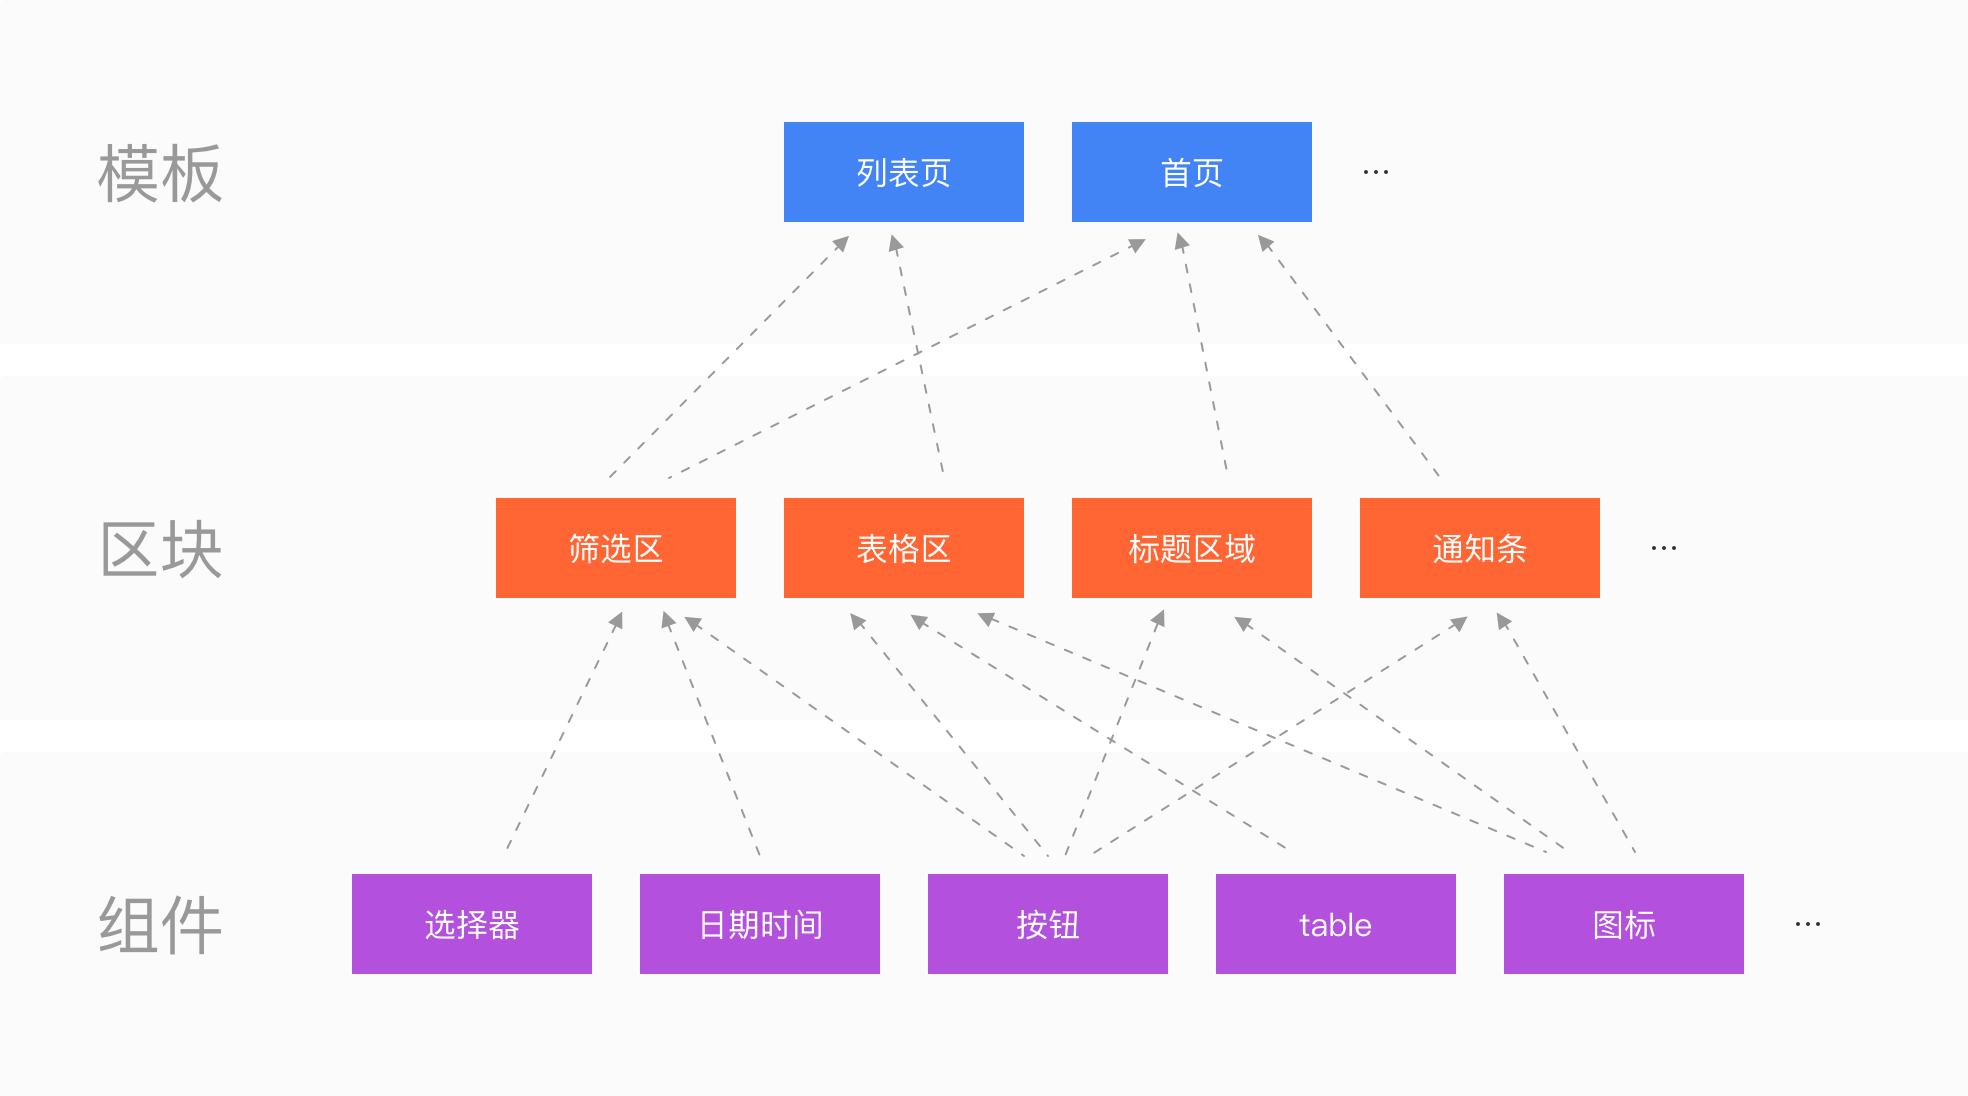 模板
列表页
首页
...
区块
筛选区
表格区
标题区域
通知条
...
组件
选择器
日期时间
按钮
table
图标
...